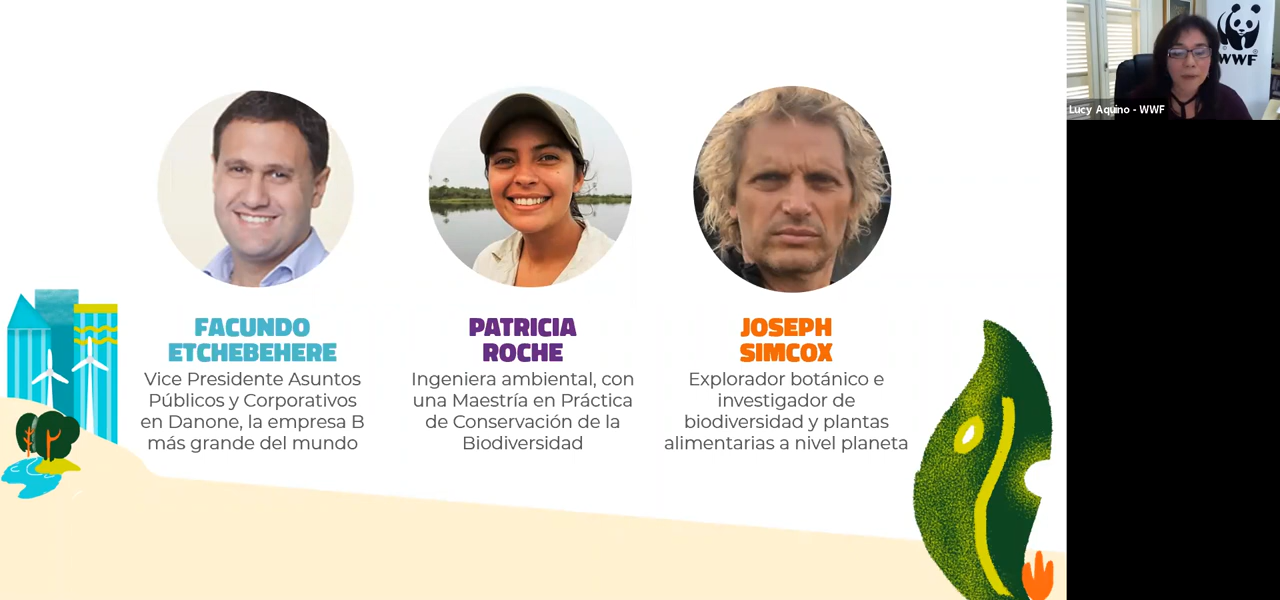 FACUNDO
ETCHEBEHERE
Vice Presidente Asuntos
Públicos y Corporativos
en Danone, la empresa B
más grande del mundo
PATRICIA
ROCHE
Ingeniera ambiental, con
una Maestría en Práctica
de Conservación de la
Biodiversidad
JOSEPH
SIMCOX
Explorador botánico e
investigador de
biodiversidad y plantas
alimentarias a nivel planeta
WWF
Lucy Aquino - WWF